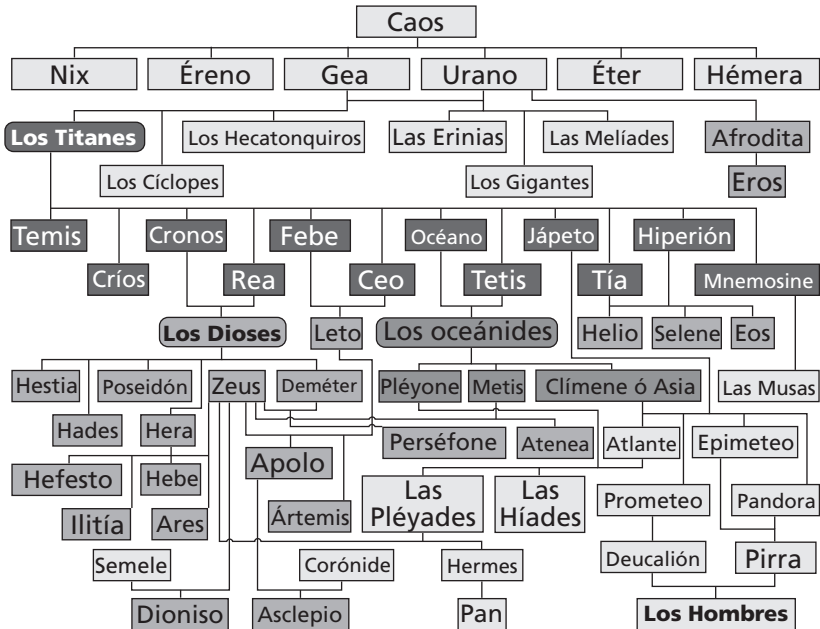 Caos
Nix
Éreno
Gea
Urano
Éter
Hémera
Los Titanes
Los Hecatonquiros
Las Erinias
Las Melíades
Afrodita
Los Cíclopes
Los Gigantes
Eros
Temis
Cronos
Febe
Océano
Jápeto
Hiperión
Críos
Rea
Ceo
Tetis
Tía
Mnemosine
Los Dioses
Leto
Los oceánides
Helio
Selene
Eos
Hestia
Poseidón
Zeus
Deméter
Pléyone
Metis
Clímene ó Asia
Las Musas
Hades
Hera
Perséfone
Atenea
Atlante
Epimeteo
Hefesto
Hebe
Apolo
Las
Pléyades
Las
Híades
Prometeo
Pandora
Ilitía
Ares
Ártemis
Semele
Corónide
Hermes
Deucalión
Pirra
Dioniso
Asclepio
Pan
Los Hombres